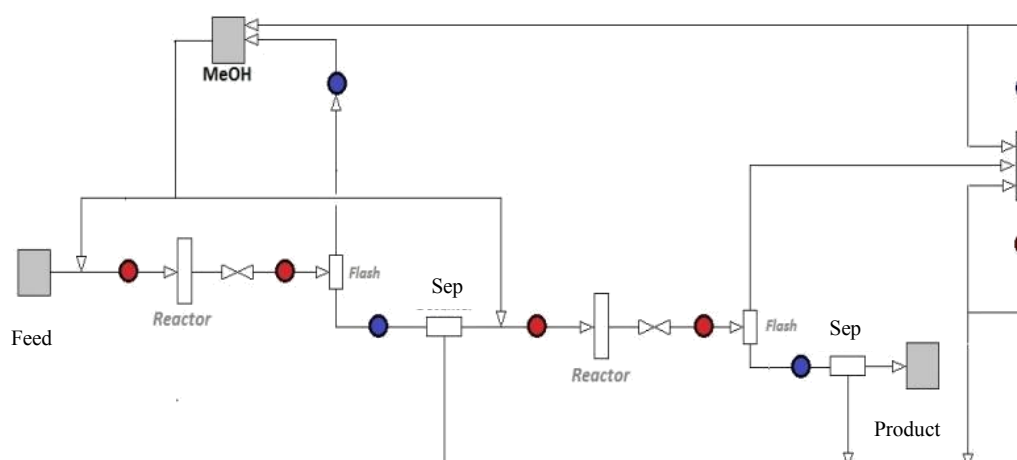 MeOH
Flash
Sep
Feed
Reactor
Flash
Sep
Reactor
Product